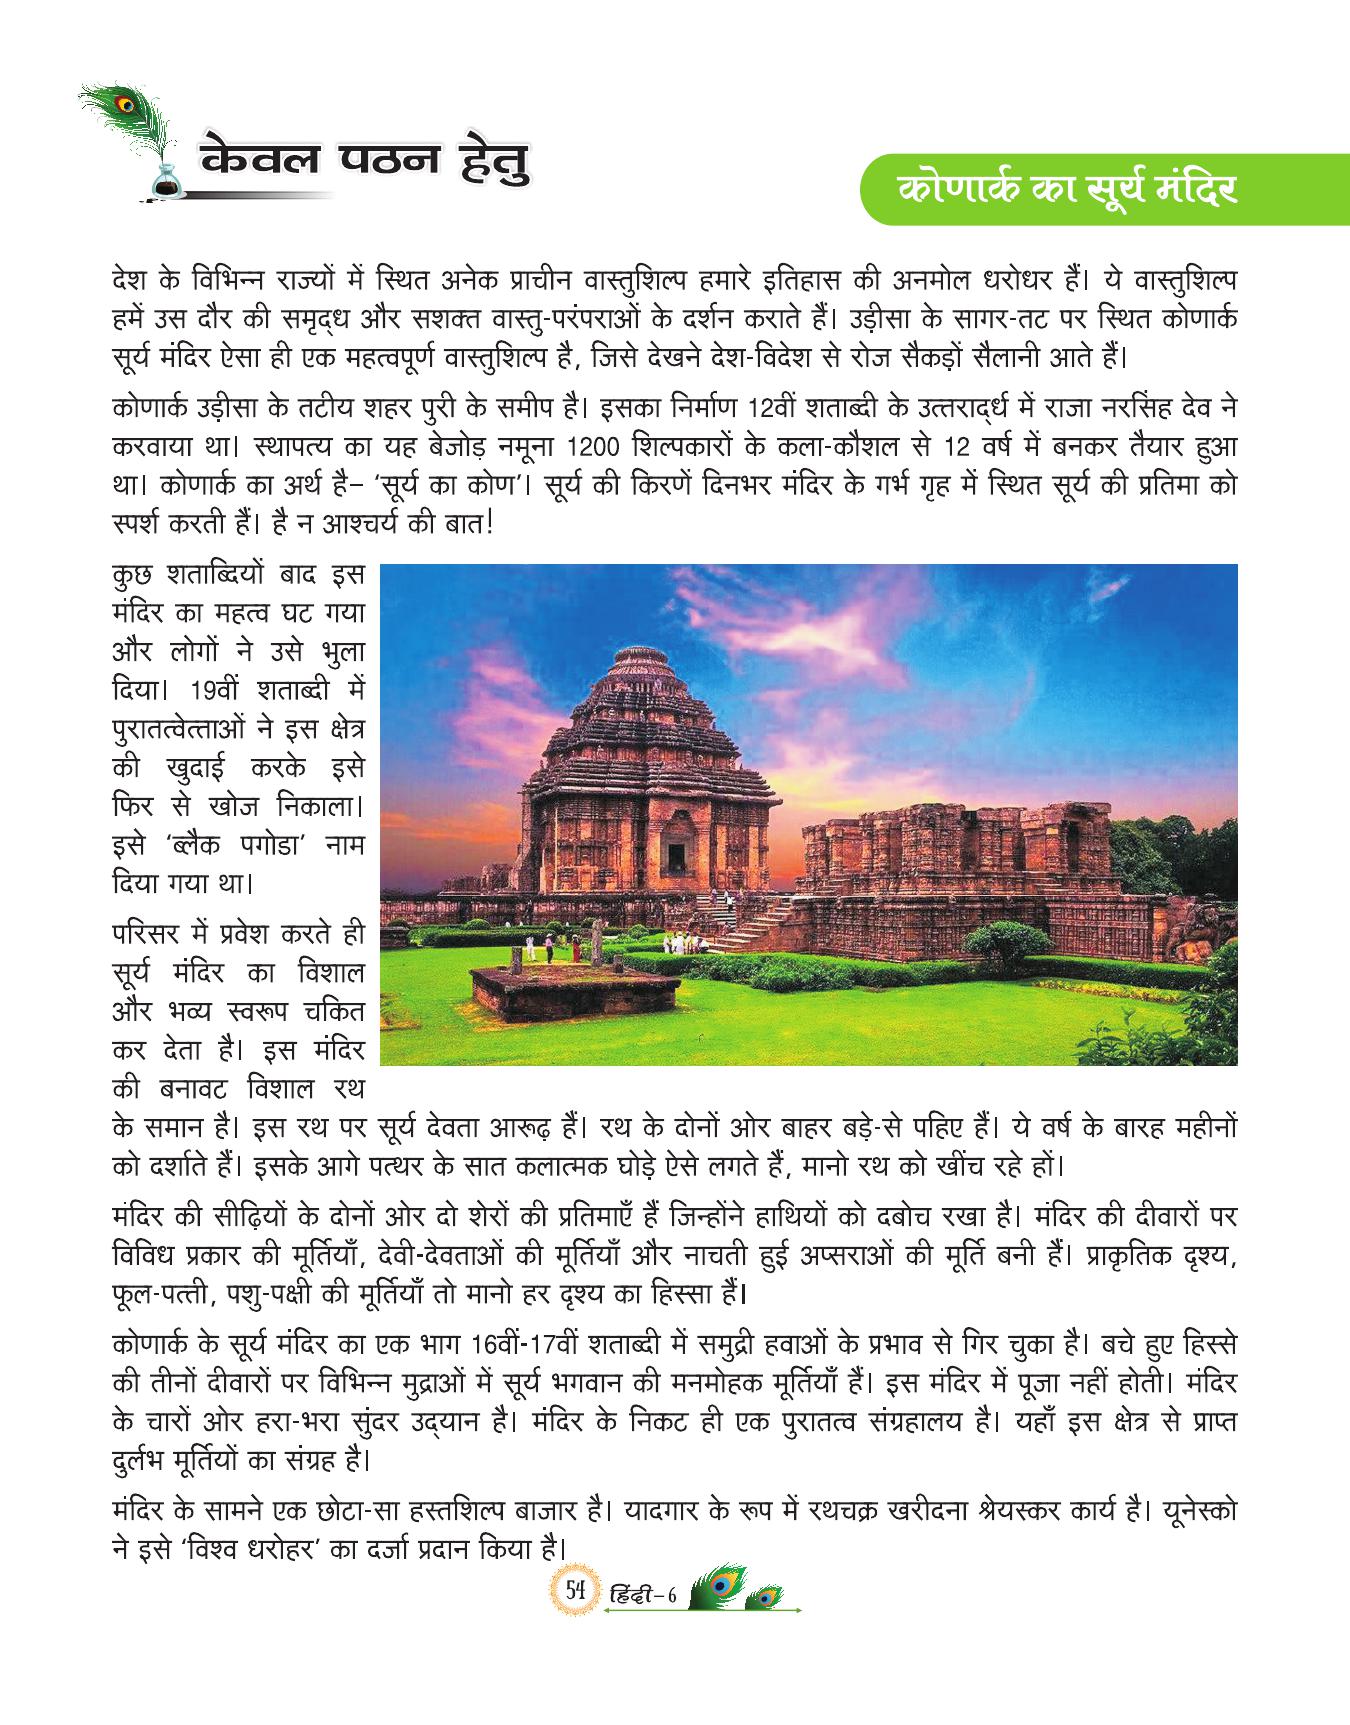 केवल पठन हेतु
कोणार्क का सूर्य मंदिर
देश के विभिन्न राज्यों में स्थित अनेक प्राचीन वास्तुशिल्प हमारे इतिहास की अनमोल धरोधर हैं। ये वास्तुशिल्प
हमें उस दौर की समृद्ध और सशक्त वास्तु-परंपराओं के दर्शन कराते हैं। उड़ीसा के सागर-तट पर स्थित कोणार्क
सूर्य मंदिर ऐसा ही एक महत्वपूर्ण वास्तुशिल्प है, जिसे देखने देश-विदेश से रोज सैकड़ों सैलानी आते हैं।
कोणार्क उड़ीसा के तटीय शहर पुरी के समीप है। इसका निर्माण 12वीं शताब्दी के उत्तरार्द्ध में राजा नरसिंह देव ने
करवाया था। स्थापत्य का यह बेजोड़ नमूना 1200 शिल्पकारों के कला-कौशल से 12 वर्ष में बनकर तैयार हुआ
था। कोणार्क का अर्थ है– ‘सूर्य का कोण’। सूर्य की किरणें दिनभर मंदिर के गर्भ गृह में स्थित सूर्य की प्रतिमा को
स्पर्श करती हैं। है न आश्चर्य की बात!
कुछ शताब्दियों बाद इस
मंदिर का महत्व घट गया
और लोगों ने उसे भुला
दिया। 19वीं शताब्दी में
पुरातत्वेत्ताओं ने इस क्षेत्र
की खुदाई करके इसे
फिर से खोज निकाला।
इसे ‘ब्लैक पगोडा’ नाम
दिया गया था।
परिसर में प्रवेश करते ही
सूर्य मंदिर का विशाल
और भव्य स्वरूप चकित
कर देता है। इस मंदिर
की बनावट विशाल रथ
के समान है। इस रथ पर सूर्य देवता आरूढ़ हैं। रथ के दोनों ओर बाहर बड़े-से पहिए हैं। ये वर्ष के बारह महीनों
को दर्शाते हैं। इसके आगे पत्थर के सात कलात्मक घोड़े ऐसे लगते हैं, मानो रथ को खींच रहे हों।
मंदिर की सीढ़ियों के दोनों ओर दो शेरों की प्रतिमाएँ हैं जिन्होंने हाथियों को दबोच रखा है। मंदिर की दीवारों पर
विविध प्रकार की मूर्तियाँ, देवी-देवताओं की मूर्तियाँ और नाचती हुई अप्सराओं की मूर्ति बनी हैं। प्राकृतिक दृश्य,
फूल-पत्ती, पशु-पक्षी की मूर्तियाँ तो मानो हर दृश्य का हिस्सा हैं।
कोणार्क के सूर्य मंदिर का एक भाग 16वीं-17वीं शताब्दी में समुद्री हवाओं के प्रभाव से गिर चुका है। बचे हुए हिस्से
की तीनों दीवारों पर विभिन्न मुद्राओं में सूर्य भगवान की मनमोहक मूर्तियाँ हैं। इस मंदिर में पूजा नहीं होती। मंदिर
के चारों ओर हरा-भरा सुंदर उद्यान है। मंदिर के निकट ही एक पुरातत्व संग्रहालय है। यहाँ इस क्षेत्र से प्राप्त
दुर्लभ मूर्तियों का संग्रह है।
मंदिर के सामने एक छोटा-सा हस्तशिल्प बाजार है। यादगार के रूप में रथचक्र खरीदना श्रेयस्कर कार्य है। यूनेस्को
ने इसे ‘विश्व धरोहर’ का दर्जा प्रदान किया है।
54 हिंदी–6